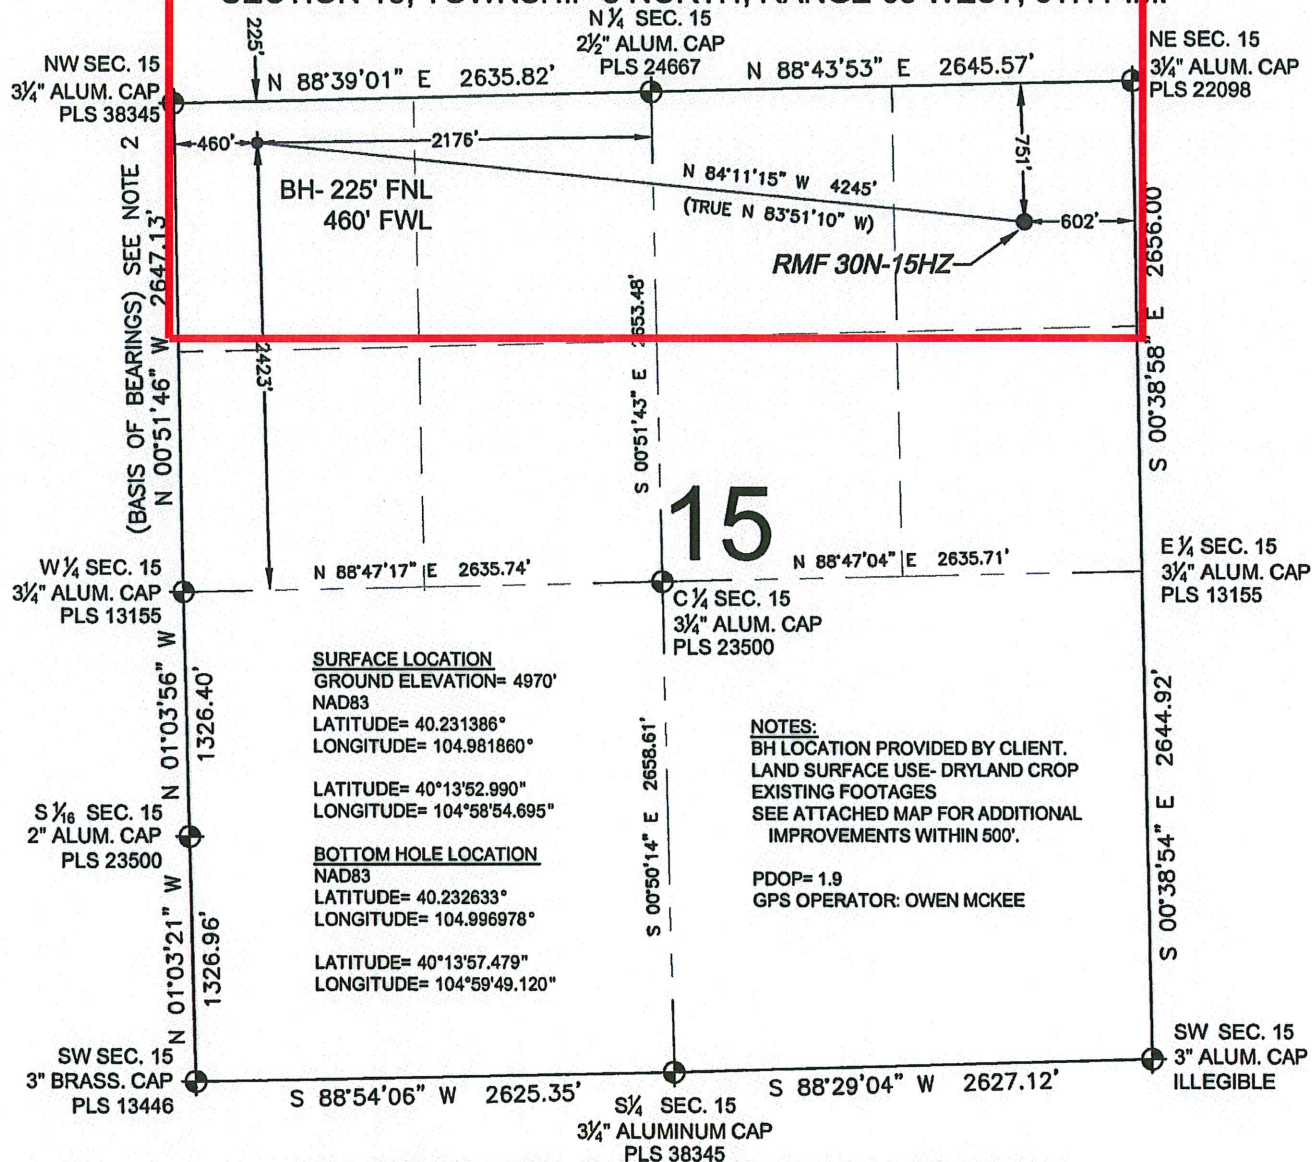 N ¼ SEC. 15
2½" ALUM. CAP
PLS 24667
NW SEC. 15
3¼" ALUM. CAP
PLS 38345
225'
N 88°39'01" E 2635.82'
N 88°43'53" E 2645.57'
NE SEC. 15
3¼" ALUM. CAP
PLS 22098
460'
2176'
751'
602'
BH- 225' FNL
460' FWL
N 84°11'15" W 4245'
(TRUE N 83°51'10" W)
RMF 30N-15HZ
(BASIS OF BEARINGS) SEE NOTE 2
N 00°51'46" W 2647.13'
2423'
S 00°51'43" E 2653.48'
S 00°38'58" E 2656.00'
15
W ¼ SEC. 15
3¼" ALUM. CAP
PLS 13155
N 88°47'17" E 2635.74'
N 88°47'04" E 2635.71'
E ¼ SEC. 15
3¼" ALUM. CAP
PLS 13155
C ¼ SEC. 15
3¼" ALUM. CAP
PLS 23500
N 01°03'56" W
1326.40'
SURFACE LOCATION
GROUND ELEVATION= 4970'
NAD83
LATITUDE= 40.231386°
LONGITUDE= 104.981860°
LATITUDE= 40°13'52.990"
LONGITUDE= 104°58'54.695"
BOTTOM HOLE LOCATION
NAD83
LATITUDE= 40.232633°
LONGITUDE= 104.996978°
LATITUDE= 40°13'57.479"
LONGITUDE= 104°59'49.120"
S 00°50'14" E 2658.61'
NOTES:
BH LOCATION PROVIDED BY CLIENT.
LAND SURFACE USE- DRYLAND CROP
EXISTING FOOTAGES
SEE ATTACHED MAP FOR ADDITIONAL
IMPROVEMENTS WITHIN 500'.
PDOP= 1.9
GPS OPERATOR: OWEN MCKEE
S 00°38'54" E 2644.92'
S 1⁄16 SEC. 15
2" ALUM. CAP
PLS 23500
N 01°03'21" W
1326.96'
SW SEC. 15
3" BRASS. CAP
PLS 13446
S 88°54'06" W 2625.35'
S 88°29'04" W 2627.12'
SW SEC. 15
3" ALUM. CAP
ILLEGIBLE
S¼ SEC. 15
3¼" ALUMINUM CAP
PLS 38345